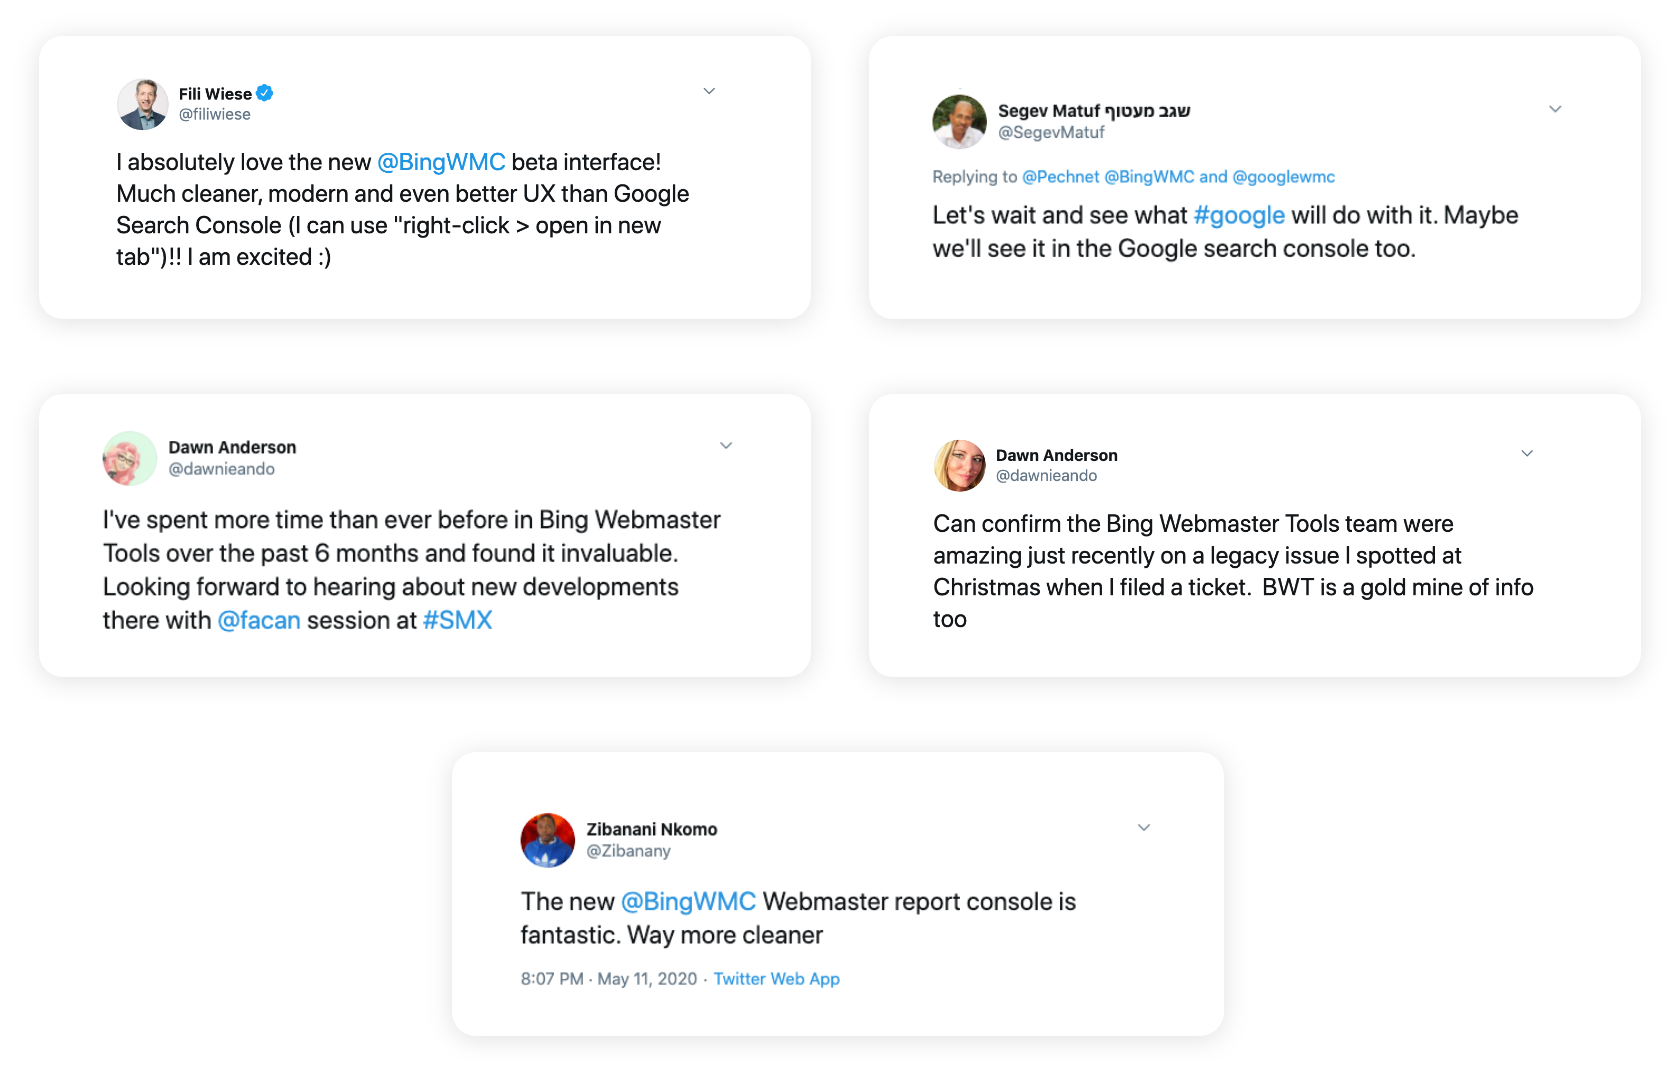 Fili Wiese
@filiwiese
I absolutely love the new @BingWMC beta interface!
Much cleaner, modern and even better UX than Google
Search Console (I can use "right-click > open in new
tab")!! I am excited :)
Segev Matuf שגב מעטוף
@SegevMatuf
Replying to @Pechnet @BingWMC and @googlewmc
Let's wait and see what #google will do with it. Maybe
we'll see it in the Google search console too.
Dawn Anderson
@dawnieando
I've spent more time than ever before in Bing Webmaster
Tools over the past 6 months and found it invaluable.
Looking forward to hearing about new developments
there with @facan session at #SMX
Dawn Anderson
@dawnieando
Can confirm the Bing Webmaster Tools team were
amazing just recently on a legacy issue I spotted at
Christmas when I filed a ticket.  BWT is a gold mine of info
too
Zibanani Nkomo
@Zibanany
The new @BingWMC Webmaster report console is
fantastic. Way more cleaner
8:07 PM · May 11, 2020 · Twitter Web App